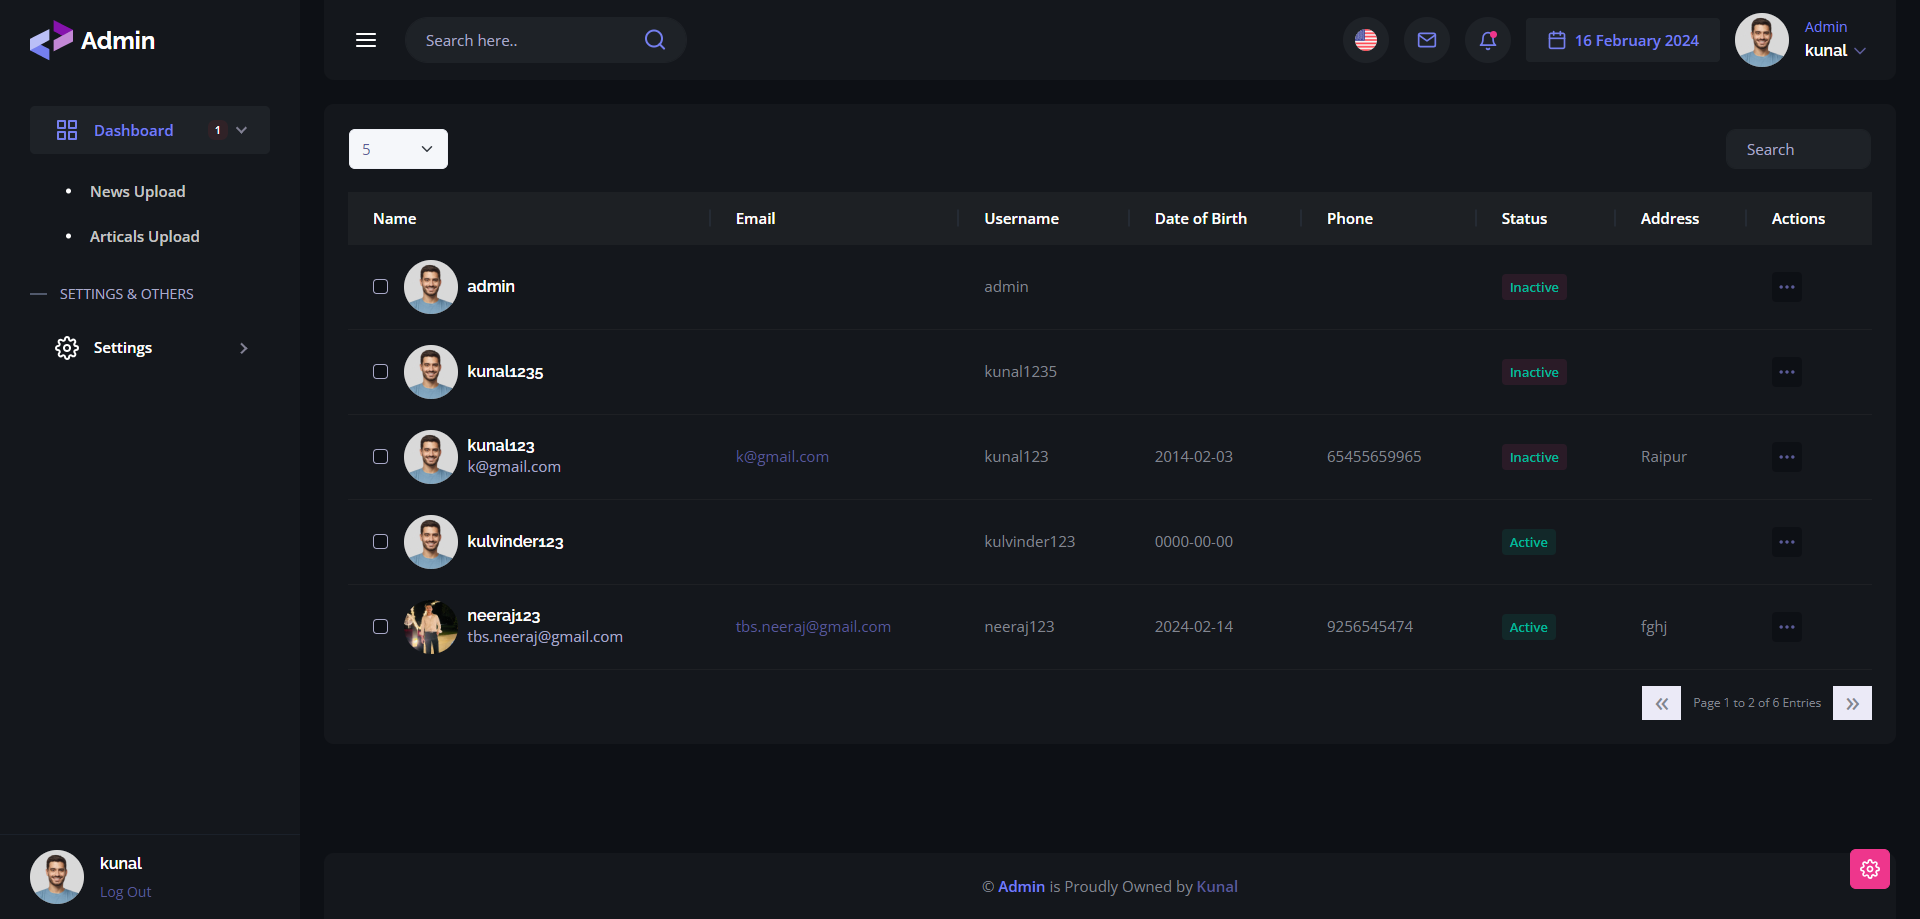 Admin
Search here..
16 February 2024
Admin
kunal
Dashboard 1
News Upload
Articals Upload
SETTINGS & OTHERS
Settings
5
Search
Name Email Username Date of Birth Phone Status Address Actions
admin admin Inactive
kunal1235 kunal1235 Inactive
kunal123
k@gmail.com k@gmail.com kunal123 2014-02-03 65455659965 Inactive Raipur
kulvinder123 kulvinder123 0000-00-00 Active
neeraj123
tbs.neeraj@gmail.com tbs.neeraj@gmail.com neeraj123 2024-02-14 9256545474 Active fghj
Page 1 to 2 of 6 Entries
kunal
Log Out
© Admin is Proudly Owned by Kunal